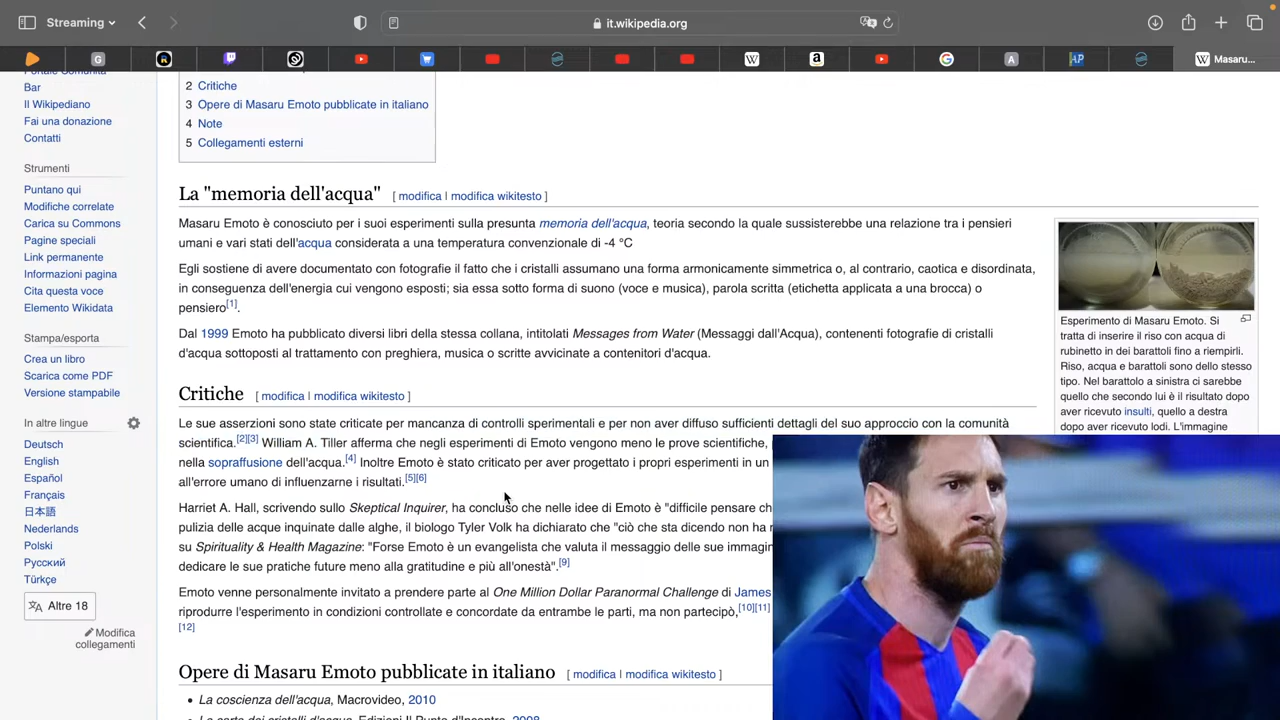 Streaming
it.wikipedia.org
G
R
W
a
G
A
AP
W Masaru...
Portale Comunità
Bar
Il Wikipediano
Fai una donazione
Contatti
Strumenti
Puntano qui
Modifiche correlate
Carica su Commons
Pagine speciali
Link permanente
Informazioni pagina
Cita questa voce
Elemento Wikidata
Stampa/esporta
Crea un libro
Scarica come PDF
Versione stampabile
In altre lingue
Deutsch
English
Español
Français
日本語
Nederlands
Polski
Русский
Türkçe
Altre 18
Modifica
collegamenti
2 Critiche
3 Opere di Masaru Emoto pubblicate in italiano
4 Note
5 Collegamenti esterni
La "memoria dell'acqua" [ modifica | modifica wikitesto ]
Masaru Emoto è conosciuto per i suoi esperimenti sulla presunta memoria dell'acqua, teoria secondo la quale sussisterebbe una relazione tra i pensieri
umani e vari stati dell'acqua considerata a una temperatura convenzionale di -4 °C
Egli sostiene di avere documentato con fotografie il fatto che i cristalli assumano una forma armonicamente simmetrica o, al contrario, caotica e disordinata,
in conseguenza dell'energia cui vengono esposti; sia essa sotto forma di suono (voce e musica), parola scritta (etichetta applicata a una brocca) o
pensiero[1].
Dal 1999 Emoto ha pubblicato diversi libri della stessa collana, intitolati Messages from Water (Messaggi dall'Acqua), contenenti fotografie di cristalli
d'acqua sottoposti al trattamento con preghiera, musica o scritte avvicinate a contenitori d'acqua.
Critiche [ modifica | modifica wikitesto ]
Le sue asserzioni sono state criticate per mancanza di controlli sperimentali e per non aver diffuso sufficienti dettagli del suo approccio con la comunità
scientifica.[2][3] William A. Tiller afferma che negli esperimenti di Emoto vengono meno le prove scientifiche,
nella sopraffusione dell'acqua.[4] Inoltre Emoto è stato criticato per aver progettato i propri esperimenti in un
all'errore umano di influenzarne i risultati.[5][6]
Harriet A. Hall, scrivendo sullo Skeptical Inquirer, ha concluso che nelle idee di Emoto è "difficile pensare che
pulizia delle acque inquinate dalle alghe, il biologo Tyler Volk ha dichiarato che "ciò che sta dicendo non ha
su Spirituality & Health Magazine: "Forse Emoto è un evangelista che valuta il messaggio delle sue immagin
dedicare le sue pratiche future meno alla gratitudine e più all'onestà".[9]
Emoto venne personalmente invitato a prendere parte al One Million Dollar Paranormal Challenge di James
riprodurre l'esperimento in condizioni controllate e concordate da entrambe le parti, ma non partecipò,[10][11]
[12]
Opere di Masaru Emoto pubblicate in italiano [ modifica | modifica wikitesto ]
La coscienza dell'acqua, Macrovideo, 2010
Esperimento di Masaru Emoto. Si
tratta di inserire il riso con acqua di
rubinetto in dei barattoli fino a riempirli.
Riso, acqua e barattoli sono dello stesso
tipo. Nel barattolo a sinistra ci sarebbe
quello che secondo lui è il risultato dopo
aver ricevuto insulti, quello a destra
dopo aver ricevuto lodi. L'immagine